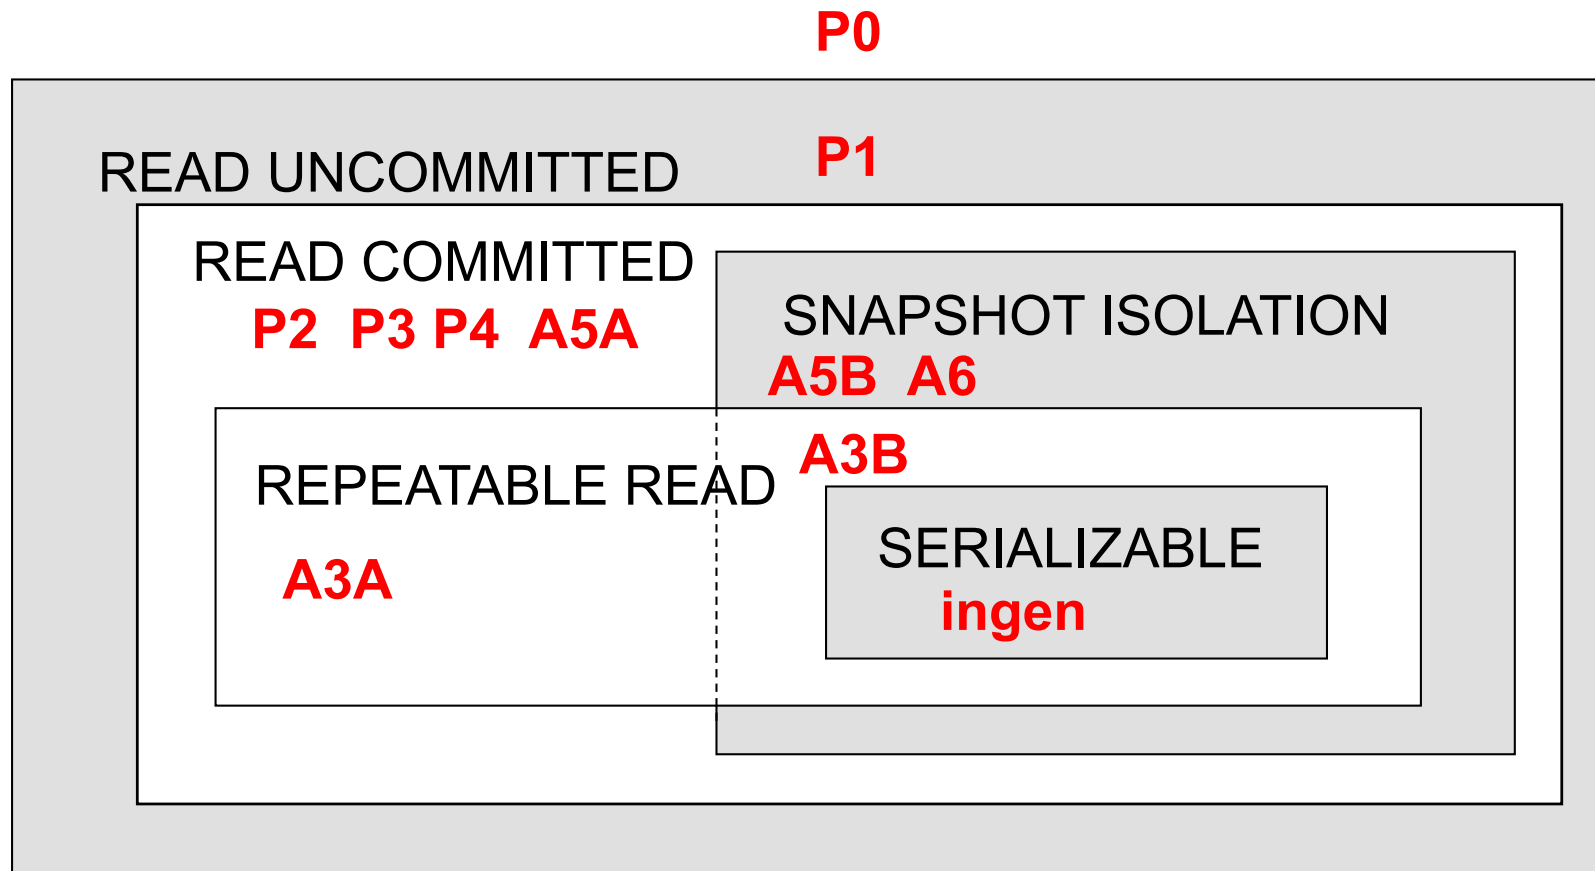 P0
P1
READ UNCOMMITTED
READ COMMITTED
P2 P3 P4 A5A
SNAPSHOT ISOLATION
A5B A6
A3B
REPEATABLE READ
A3A
SERIALIZABLE
ingen